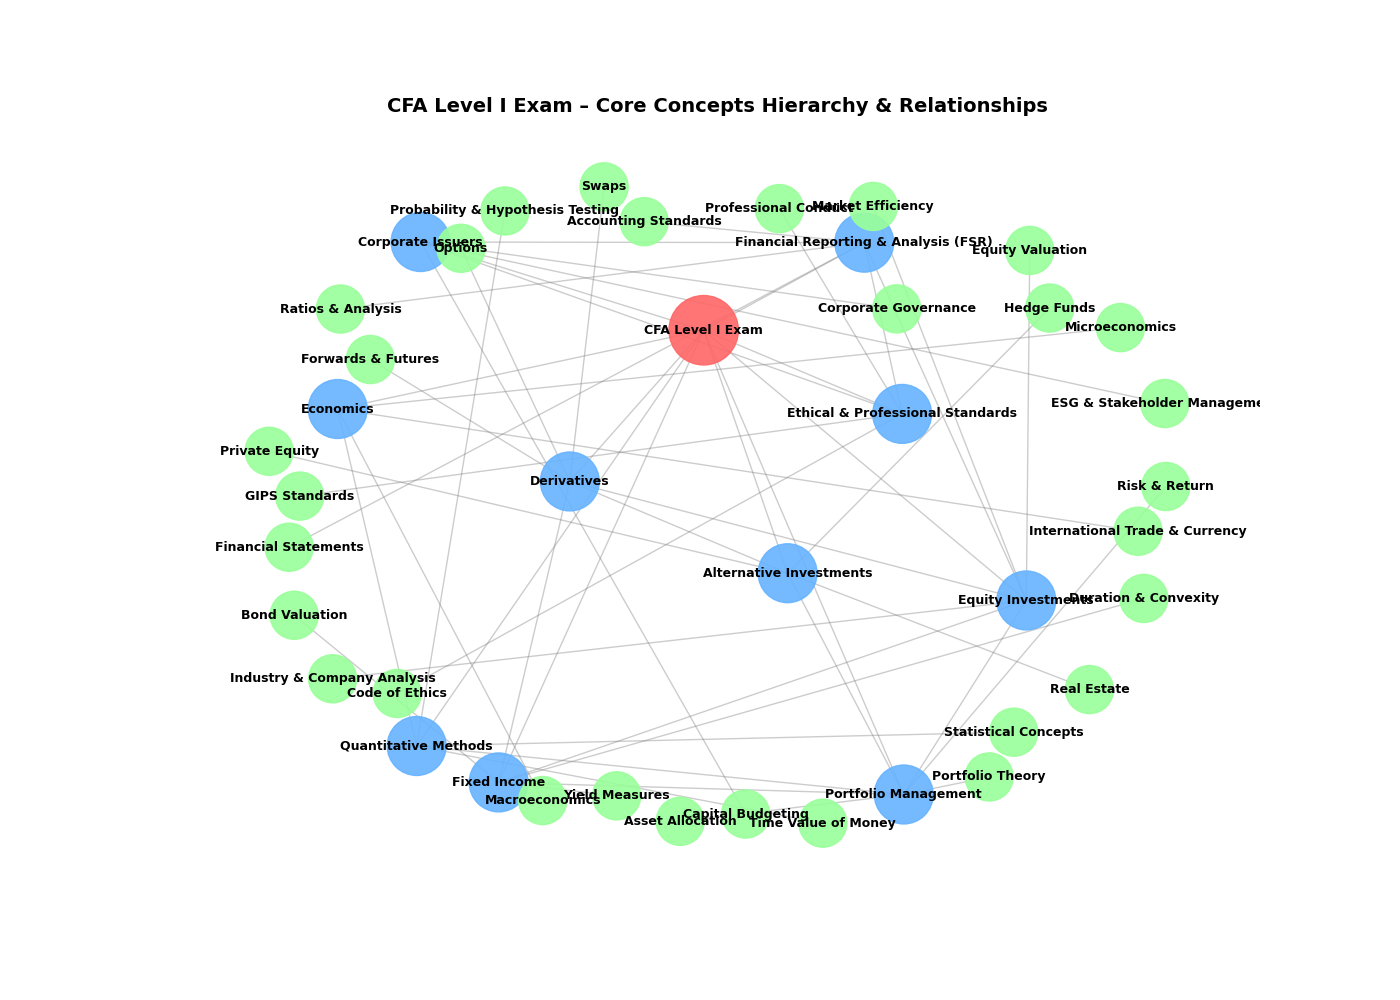 CFA Level I Exam – Core Concepts Hierarchy & Relationships
Swaps
Probability & Hypothesis Testing
Professional Conduct
Market Efficiency
Accounting Standards
Corporate Issuers
Options
Financial Reporting & Analysis (FSR)
Equity Valuation
Ratios & Analysis
Corporate Governance
Hedge Funds
Microeconomics
CFA Level I Exam
Forwards & Futures
Economics
Ethical & Professional Standards
ESG & Stakeholder Manageme
Private Equity
Derivatives
Risk & Return
GIPS Standards
International Trade & Currency
Financial Statements
Alternative Investments
Equity Investments
Duration & Convexity
Bond Valuation
Industry & Company Analysis
Code of Ethics
Real Estate
Statistical Concepts
Quantitative Methods
Fixed Income
Portfolio Theory
Macroeconomics
Yield Measures
Portfolio Management
Capital Budgeting
Asset Allocation
Time Value of Money